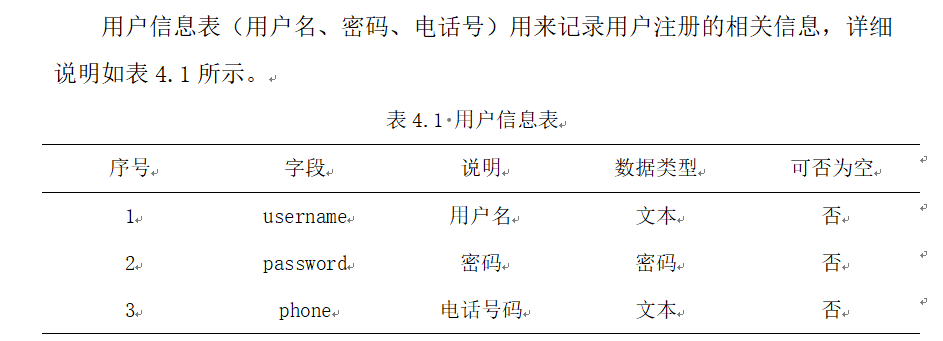 用户信息表（用户名、密码、电话号）用来记录用户注册的相关信息，详细
说明如表 4.1 所示。
表 4.1 用户信息表
序号 字段 说明 数据类型 可否为空
1 username 用户名 文本 否
2 password 密码 密码 否
3 phone 电话号码 文本 否